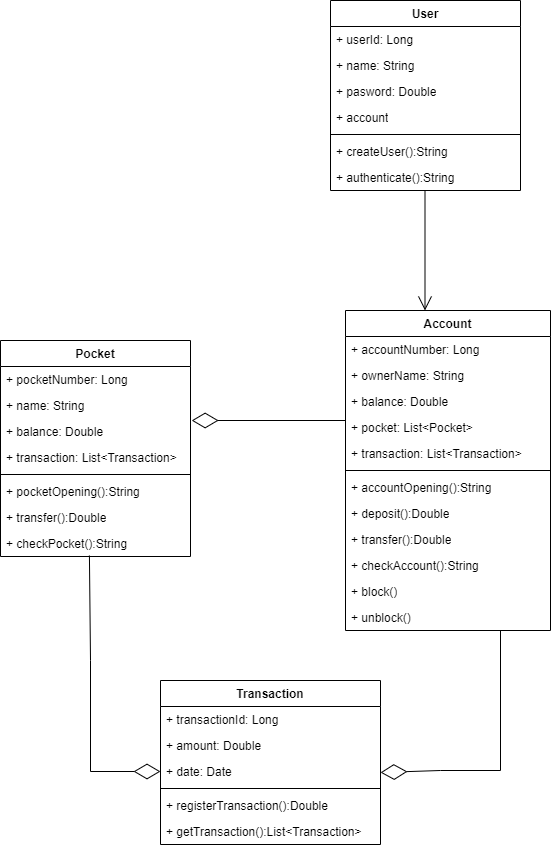 User
+ userId: Long
+ name: String
+ pasword: Double
+ account
+ createUser():String
+ authenticate():String
Account
+ accountNumber: Long
+ ownerName: String
+ balance: Double
+ pocket: List<Pocket>
+ transaction: List<Transaction>
+ accountOpening():String
+ deposit():Double
+ transfer():Double
+ checkAccount():String
+ block()
+ unblock()
Pocket
+ pocketNumber: Long
+ name: String
+ balance: Double
+ transaction: List<Transaction>
+ pocketOpening():String
+ transfer():Double
+ checkPocket():String
Transaction
+ transactionId: Long
+ amount: Double
+ date: Date
+ registerTransaction():Double
+ getTransaction():List<Transaction>